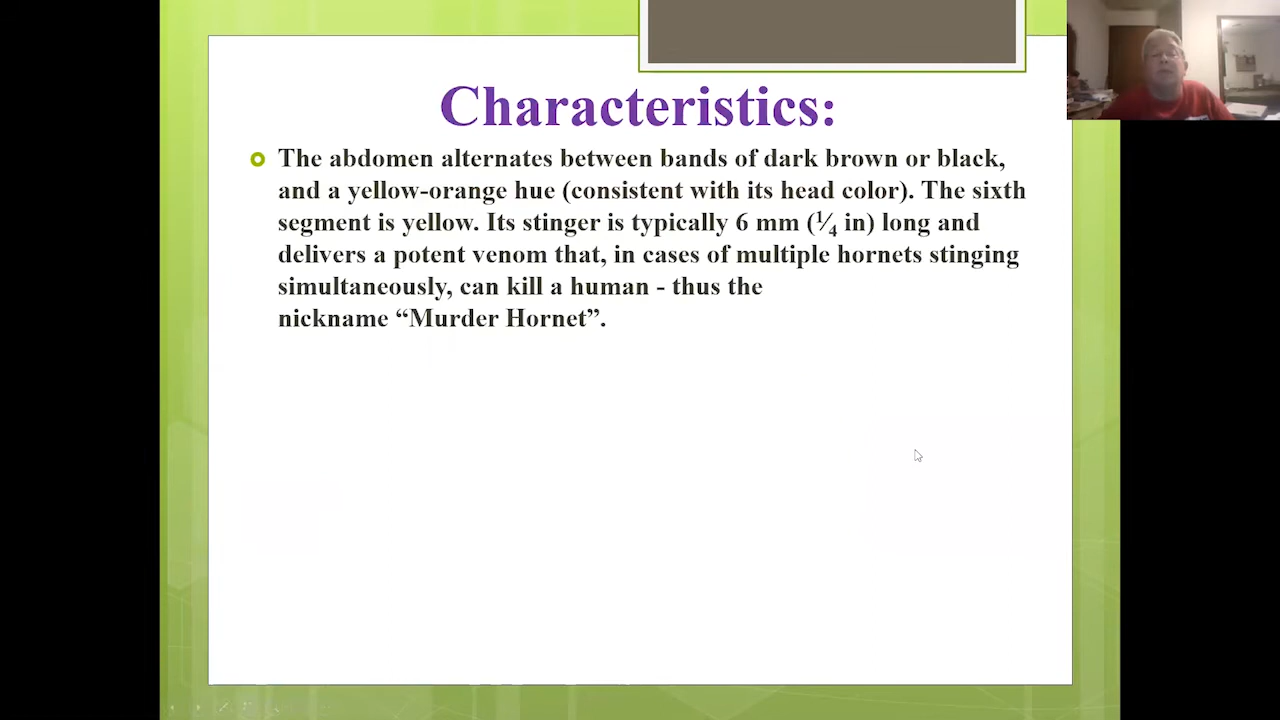 Characteristics:
The abdomen alternates between bands of dark brown or black,
and a yellow-orange hue (consistent with its head color). The sixth
segment is yellow. Its stinger is typically 6 mm (1⁄4 in) long and
delivers a potent venom that, in cases of multiple hornets stinging
simultaneously, can kill a human - thus the
nickname “Murder Hornet”.